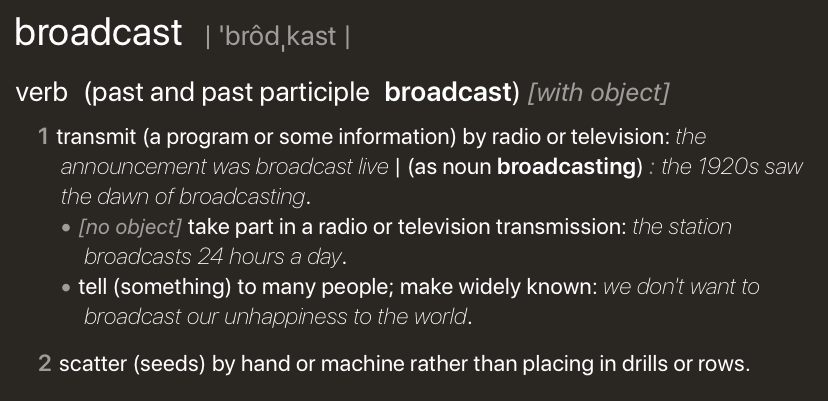 broadcast | ˈbrôdˌkast |
verb (past and past participle broadcast) [with object]
1 transmit (a program or some information) by radio or television: the
announcement was broadcast live | (as noun broadcasting) : the 1920s saw
the dawn of broadcasting.
• [no object] take part in a radio or television transmission: the station
broadcasts 24 hours a day.
• tell (something) to many people; make widely known: we don't want to
broadcast our unhappiness to the world.
2 scatter (seeds) by hand or machine rather than placing in drills or rows.